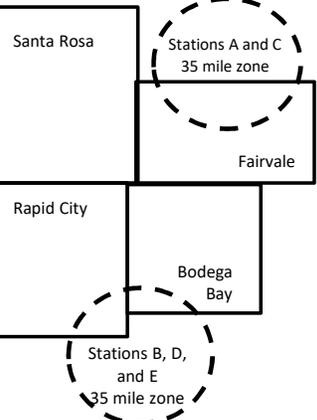 Santa Rosa
Stations A and C
35 mile zone
Fairvale
Rapid City
Bodega
Bay
Stations B, D,
and E
35 mile zone